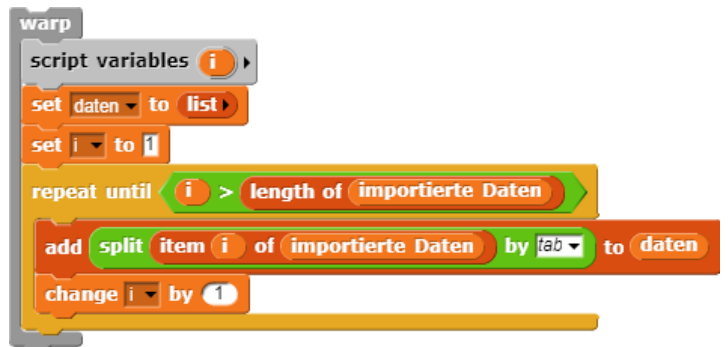 warp
script variables i
set daten to list
set i to 1
repeat until i > length of importierte Daten
add split item i of importierte Daten by tab to daten
change i by 1